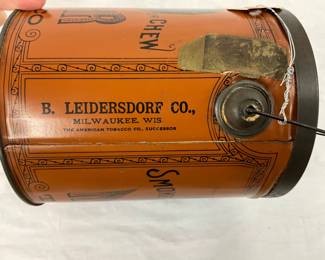 CHEW
B. LEIDERSDORF CO.,
MILWAUKEE, WIS.
THE AMERICAN TOBACCO CO., SUCCESSOR